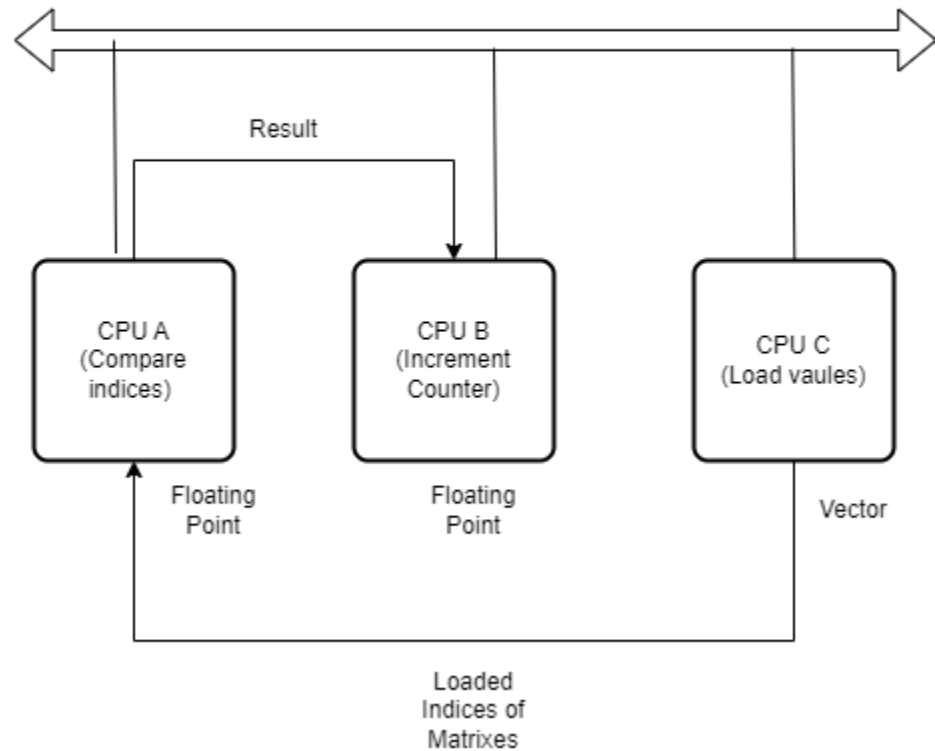 Result
CPU A
(Compare
indices)
CPU B
(Increment
Counter)
CPU C
(Load vaules)
Floating
Point
Floating
Point
Vector
Loaded
Indices of
Matrixes